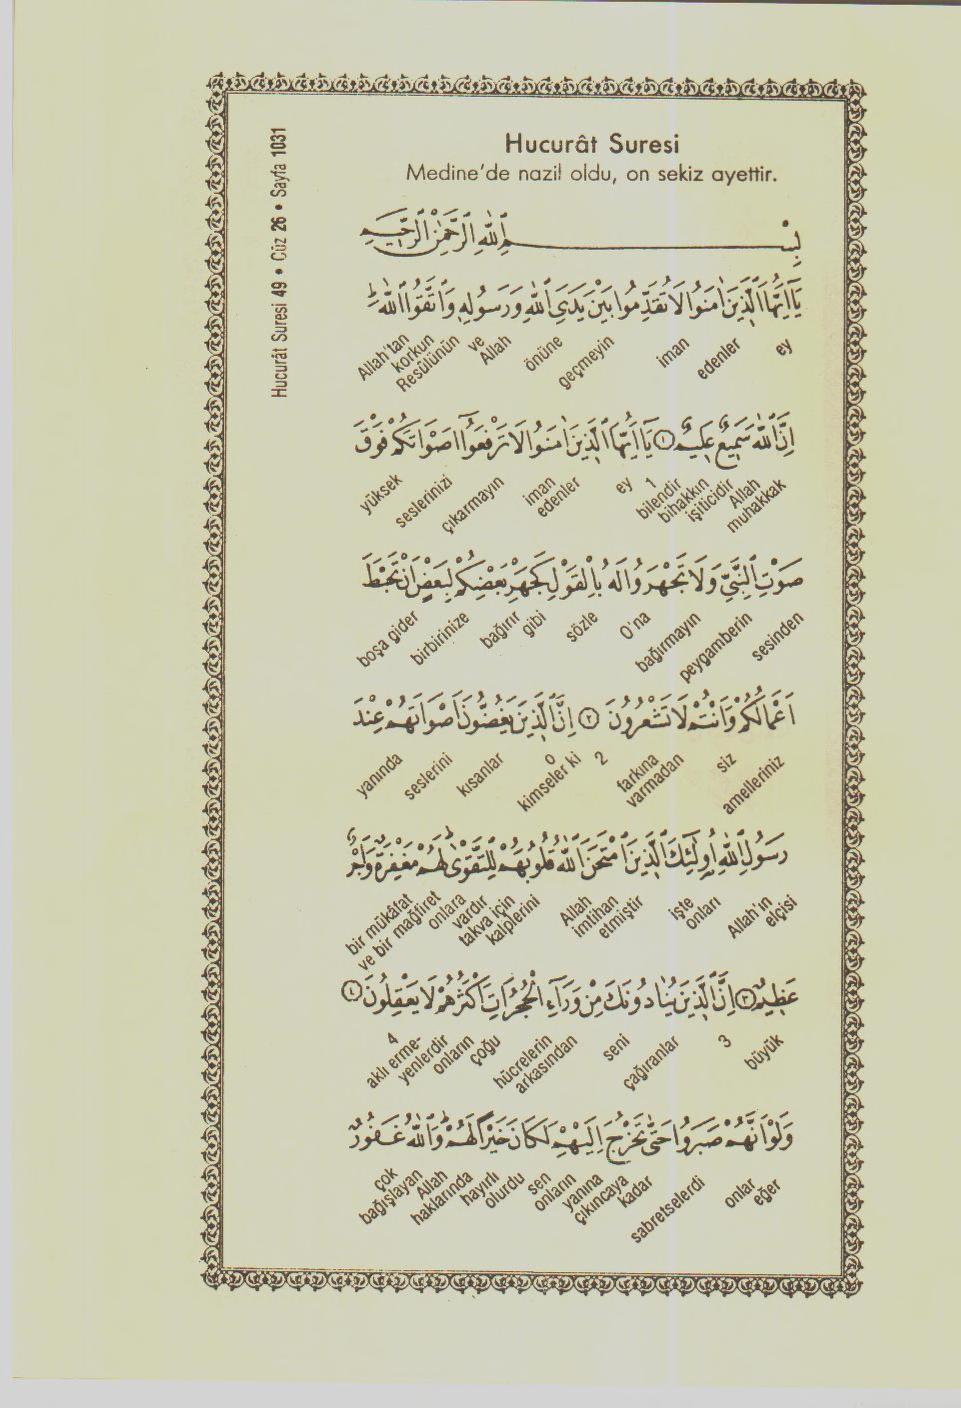 Hucurât Suresi 49 • Cüz 26 • Sayfa 1031
Hucurât Suresi
Medine'de nazil oldu, on sekiz ayettir.
بِسْمِ اللّٰهِ الرَّحْمٰنِ الرَّحِيمِ
يَٓا اَيُّهَا الَّذِينَ اٰمَنُوا لَا تُقَدِّمُوا بَيْنَ يَدَىِ اللّٰهِ وَرَسُولِهِ وَاتَّقُوا اللّٰهَ ط
ey edenler iman geçmeyin önüne Allah ve Resûlünün korkun Allah'tan
اِنَّ اللّٰهَ سَمِيعٌ عَلِيمٌ ١ يَٓا اَيُّهَا الَّذِينَ اٰمَنُوا لَا تَرْفَعُٓوا اَصْوَاتَكُمْ فَوْقَ
muhakkak Allah işiticidir bihakkın bilendir 1 ey edenler iman çıkarmayın seslerinizi yüksek
صَوْتِ النَّبِيِّ وَلَا تَجْهَرُوا لَهُ بِالْقَوْلِ كَجَهْرِ بَعْضِكُمْ لِبَعْضٍ اَنْ تَحْبَطَ
sesinden peygamberin bağırmayın O'na sözle gibi bağırır birbirinize boşa gider
اَعْمَالُكُمْ وَاَنْتُمْ لَا تَشْعُرُونَ ٢ اِنَّ الَّذِينَ يَغُضُّونَ اَصْوَاتَهُمْ عِنْدَ
amelleriniz siz varmadan farkına 2 kimseler ki o kısanlar seslerini yanında
رَسُولِ اللّٰهِ اُو۬لٰٓئِكَ الَّذِينَ امْتَحَنَ اللّٰهُ قُلُوبَهُمْ لِلتَّقْوٰى ط لَهُمْ مَغْفِرَةٌ وَاَجْرٌ
elçisi Allah'ın onları işte etmiştir imtihan Allah kalplerini takva için vardır onlara ve bir mağfiret bir mükâfat
عَظِيمٌ ٣ اِنَّ الَّذِينَ يُنَادُونَكَ مِنْ وَرَٓاءِ الْحُجُرَاتِ اَكْثَرُهُمْ لَا يَعْقِلُونَ ٤
büyük 3 çağıranlar seni arkasından hücrelerin çoğu onların yenlerdir aklı erme- 4
وَلَوْ اَنَّهُمْ صَبَرُوا حَتّٰى تَخْرُجَ اِلَيْهِمْ لَكَانَ خَيْرًا لَهُمْ ط وَاللّٰهُ غَفُورٌ
eğer onlar sabretselerdi kadar çıkıncaya yanına onların sen olurdu hayırlı haklarında Allah bağışlayan çok